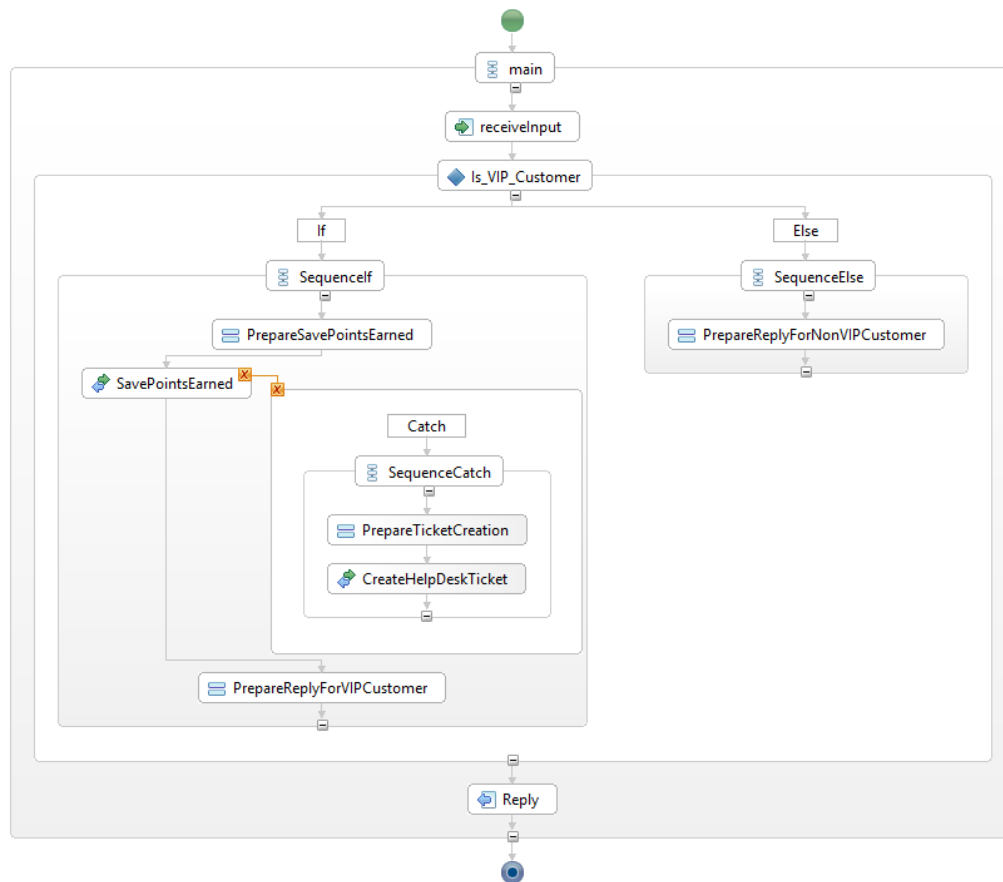 main
receiveInput
Is_VIP_Customer
If
Else
SequenceIf
SequenceElse
PrepareSavePointsEarned
PrepareReplyForNonVIPCustomer
SavePointsEarned
X
X
Catch
SequenceCatch
PrepareTicketCreation
CreateHelpDeskTicket
PrepareReplyForVIPCustomer
Reply